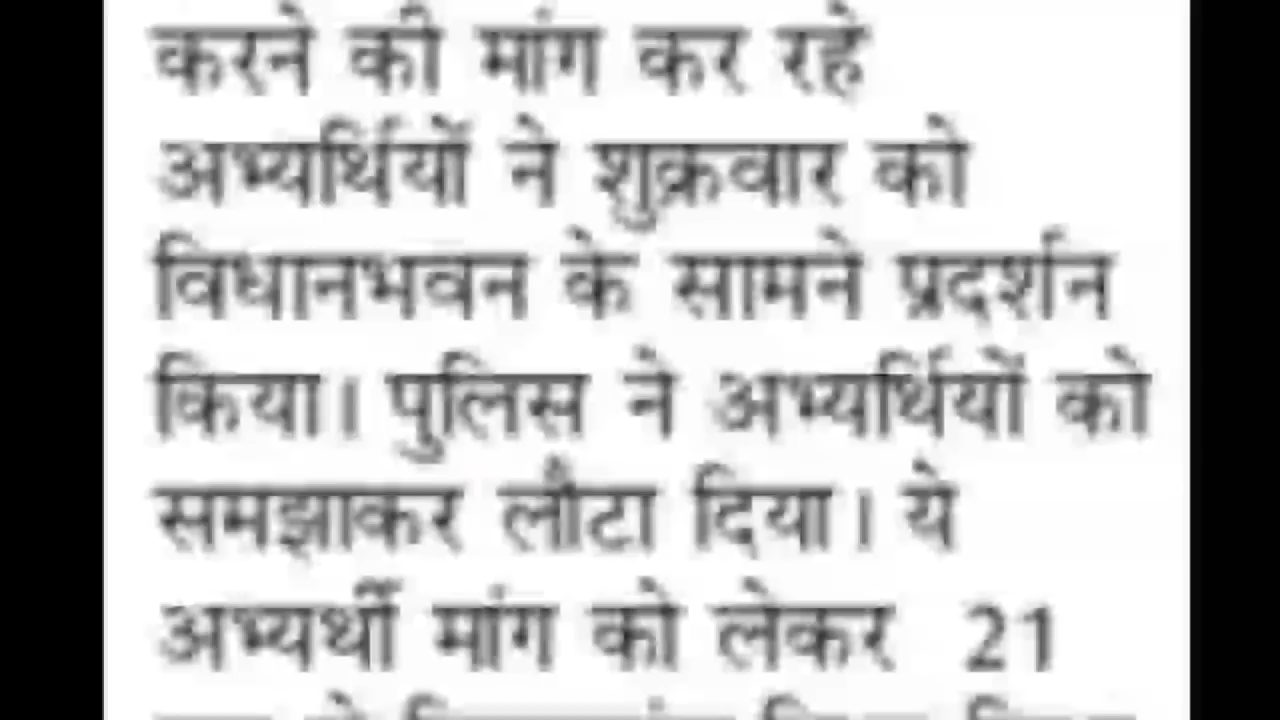 करने की मांग कर रहे
अभ्यर्थियों ने शुक्रवार को
विधानभवन के सामने प्रदर्शन
किया। पुलिस ने अभ्यर्थियों को
समझाकर लौटा दिया। ये
अभ्यर्थी मांग को लेकर 21